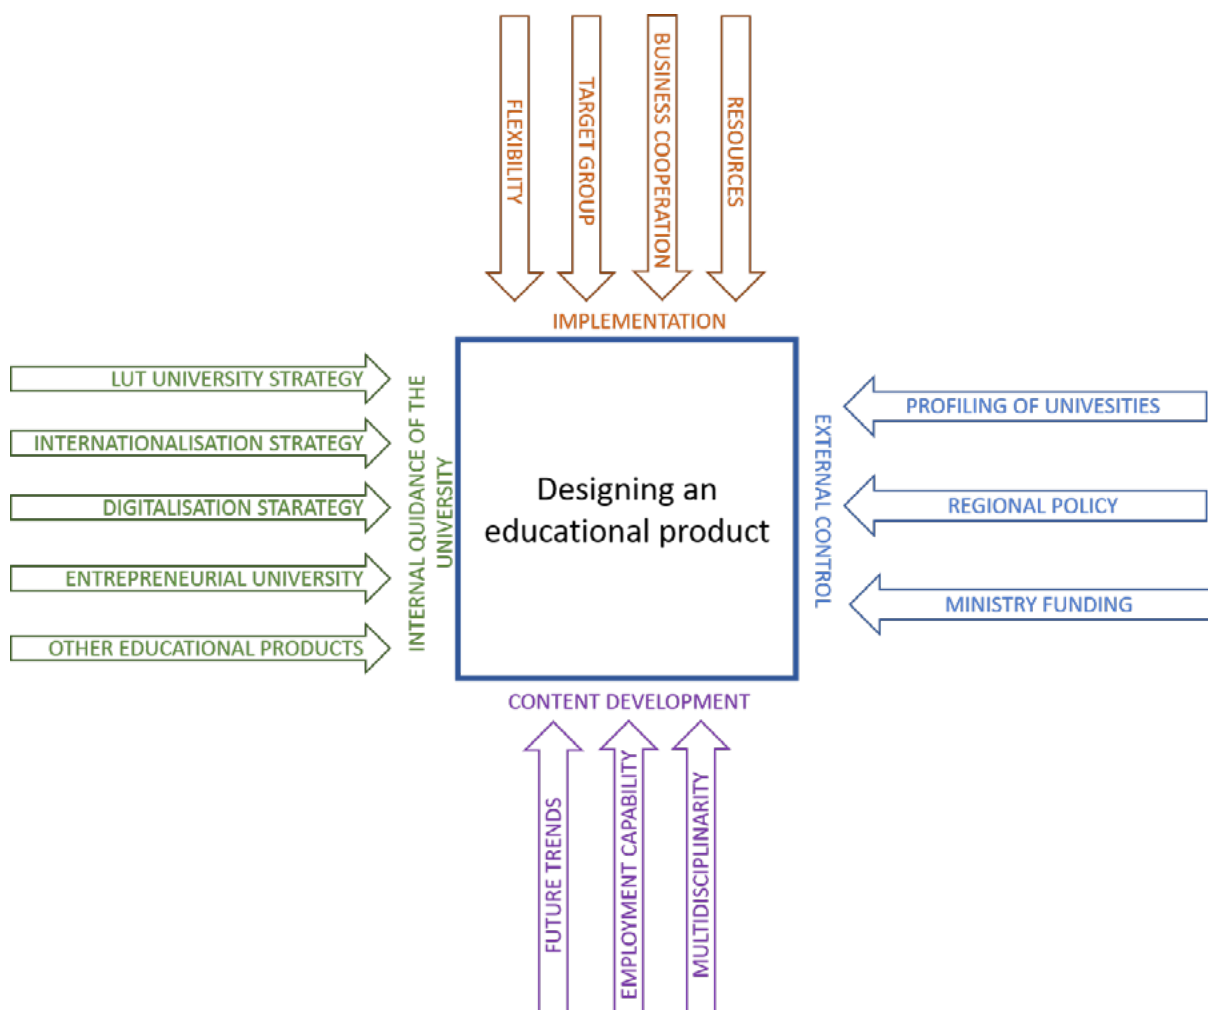 FLEXIBILITY
TARGET GROUP
BUSINESS COOPERATION
RESOURCES
IMPLEMENTATION
LUT UNIVERSITY STRATEGY
INTERNATIONALISATION STRATEGY
DIGITALISATION STARATEGY
ENTREPRENEURIAL UNIVERSITY
OTHER EDUCATIONAL PRODUCTS
INTERNAL QUIDANCE OF THE
UNIVERSITY
Designing an
educational product
EXTERNAL CONTROL
PROFILING OF UNIVESITIES
REGIONAL POLICY
MINISTRY FUNDING
CONTENT DEVELOPMENT
FUTURE TRENDS
EMPLOYMENT CAPABILITY
MULTIDISCIPLINARITY